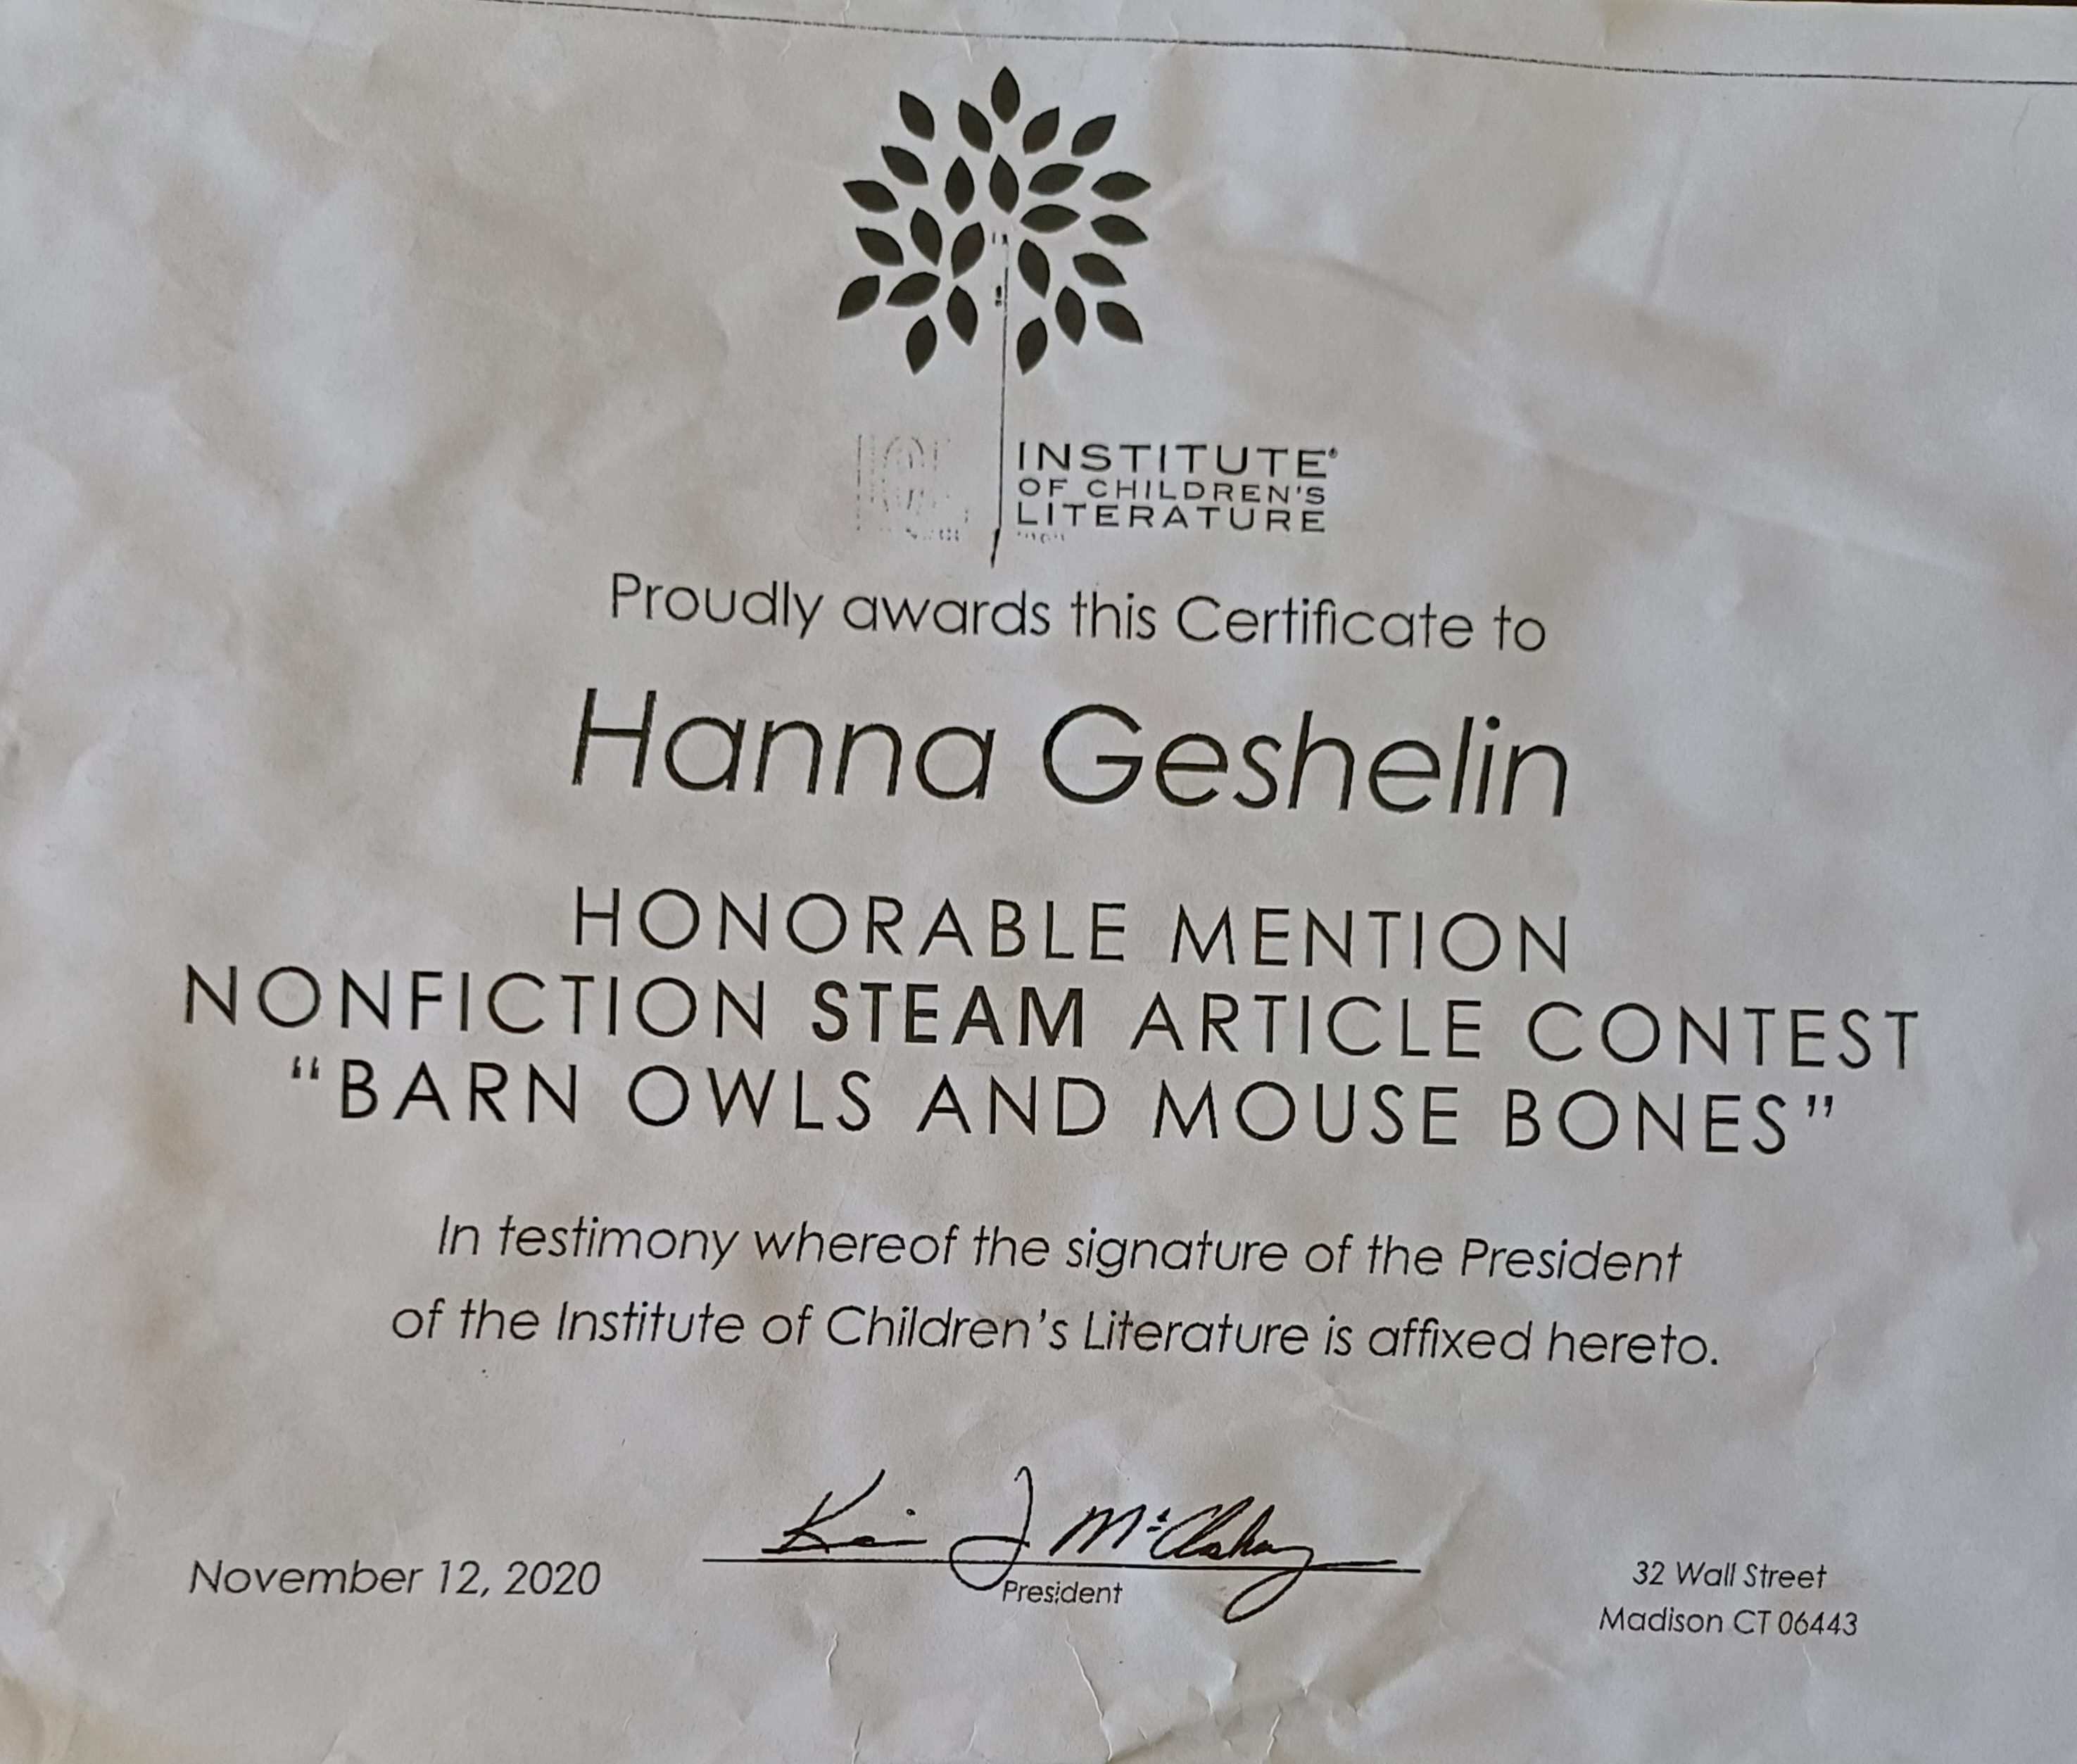 INSTITUTE®
OF CHILDREN'S
LITERATURE
Proudly awards this Certificate to
Hanna Geshelin
HONORABLE MENTION
NONFICTION STEAM ARTICLE CONTEST
“BARN OWLS AND MOUSE BONES”
In testimony whereof the signature of the President
of the Institute of Children’s Literature is affixed hereto.
November 12, 2020
President
32 Wall Street
Madison CT 06443